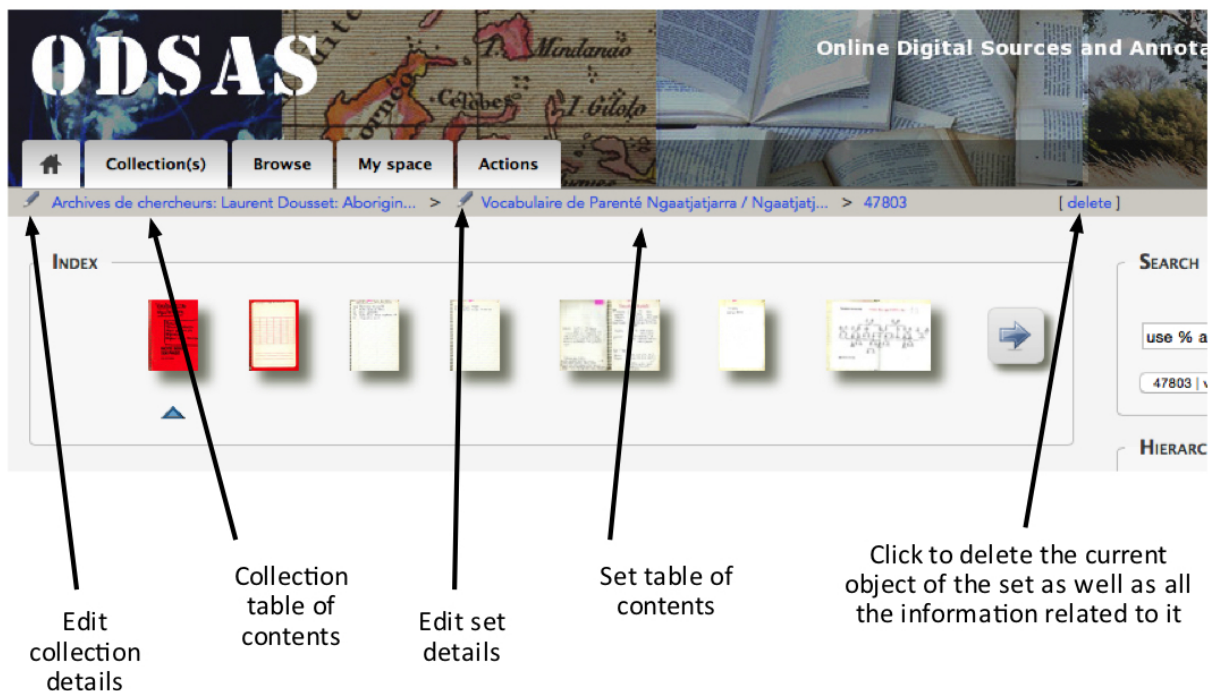 ODSAS
Online Digital Sources and Annota
Mindanao
Celebes
I. Gilolo
Collection(s)
Browse
My space
Actions
Archives de chercheurs: Laurent Dousset: Aborigin... > Vocabulaire de Parenté Ngaatjatjarra / Ngaatjatj... > 47803 [ delete ]
INDEX
SEARCH
use % a
47803 | v
HIERARC
Edit
collection
details
Collection
table of
contents
Edit set
details
Set table of
contents
Click to delete the current
object of the set as well as all
the information related to it